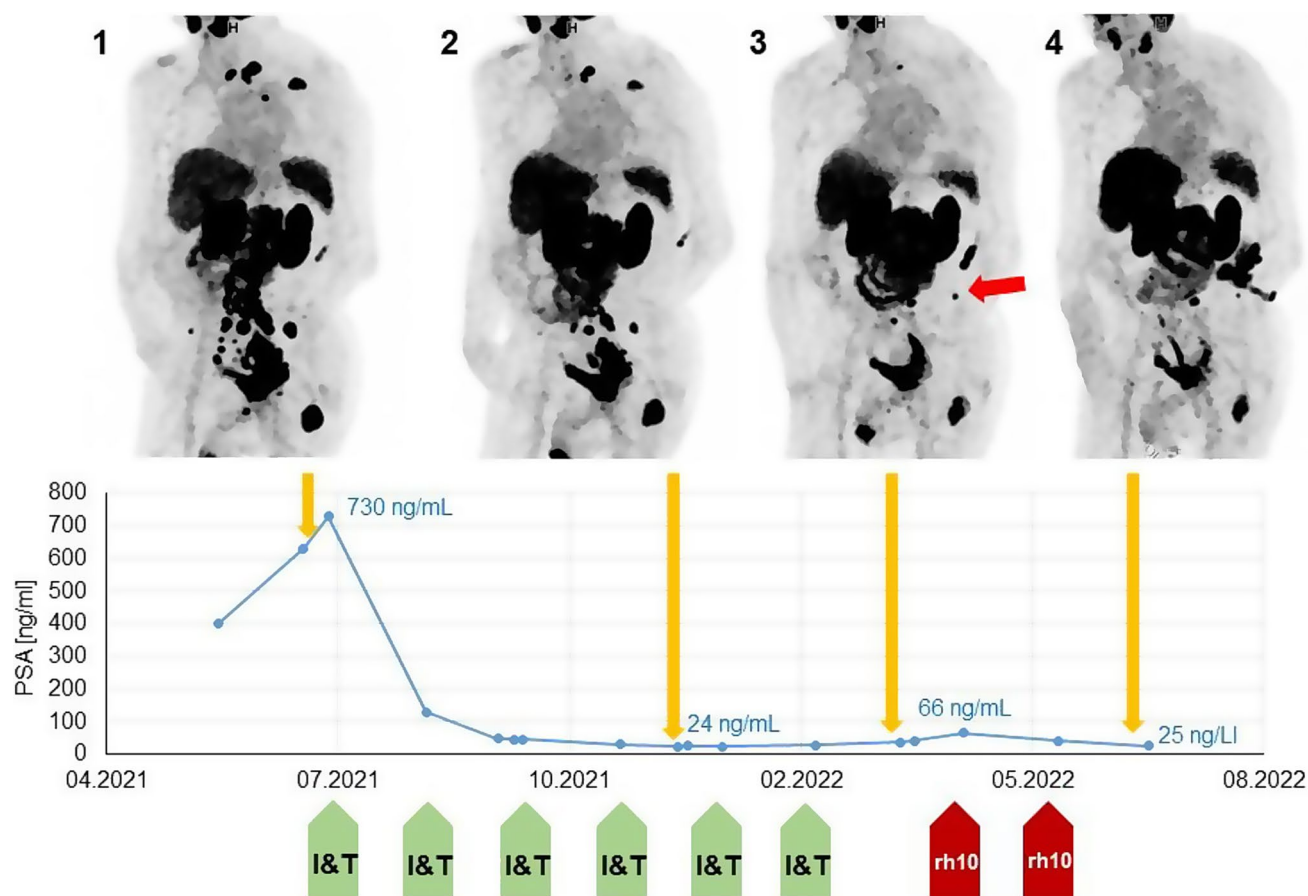 1 2 3 4
H H H H
800
730 ng/mL
700
600
500
400
300
200
100
0
PSA [ng/ml]
24 ng/mL
66 ng/mL
25 ng/LI
04.2021 07.2021 10.2021 02.2022 05.2022 08.2022
I&T I&T I&T I&T I&T I&T rh10 rh10